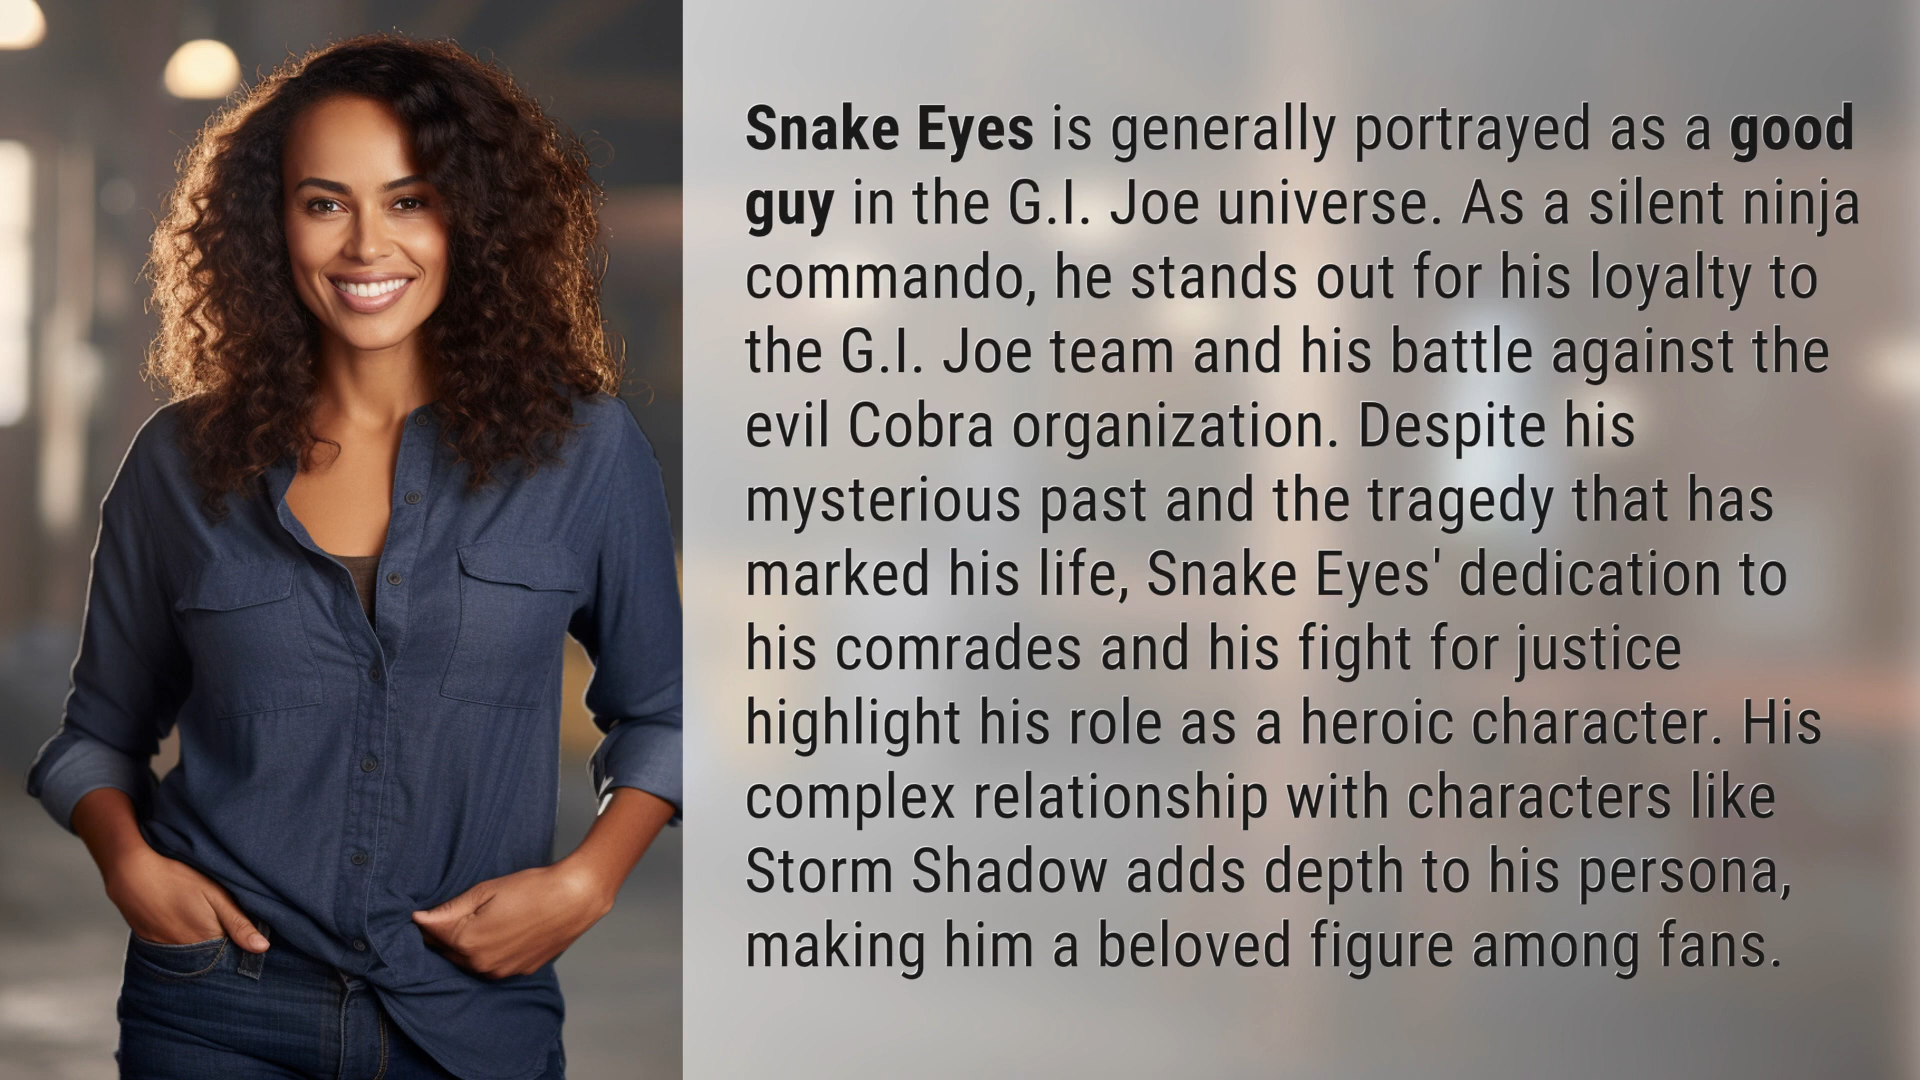 Snake Eyes is generally portrayed as a good
guy in the G.I. Joe universe. As a silent ninja
commando, he stands out for his loyalty to
the G.I. Joe team and his battle against the
evil Cobra organization. Despite his
mysterious past and the tragedy that has
marked his life, Snake Eyes' dedication to
his comrades and his fight for justice
highlight his role as a heroic character. His
complex relationship with characters like
Storm Shadow adds depth to his persona,
making him a beloved figure among fans.